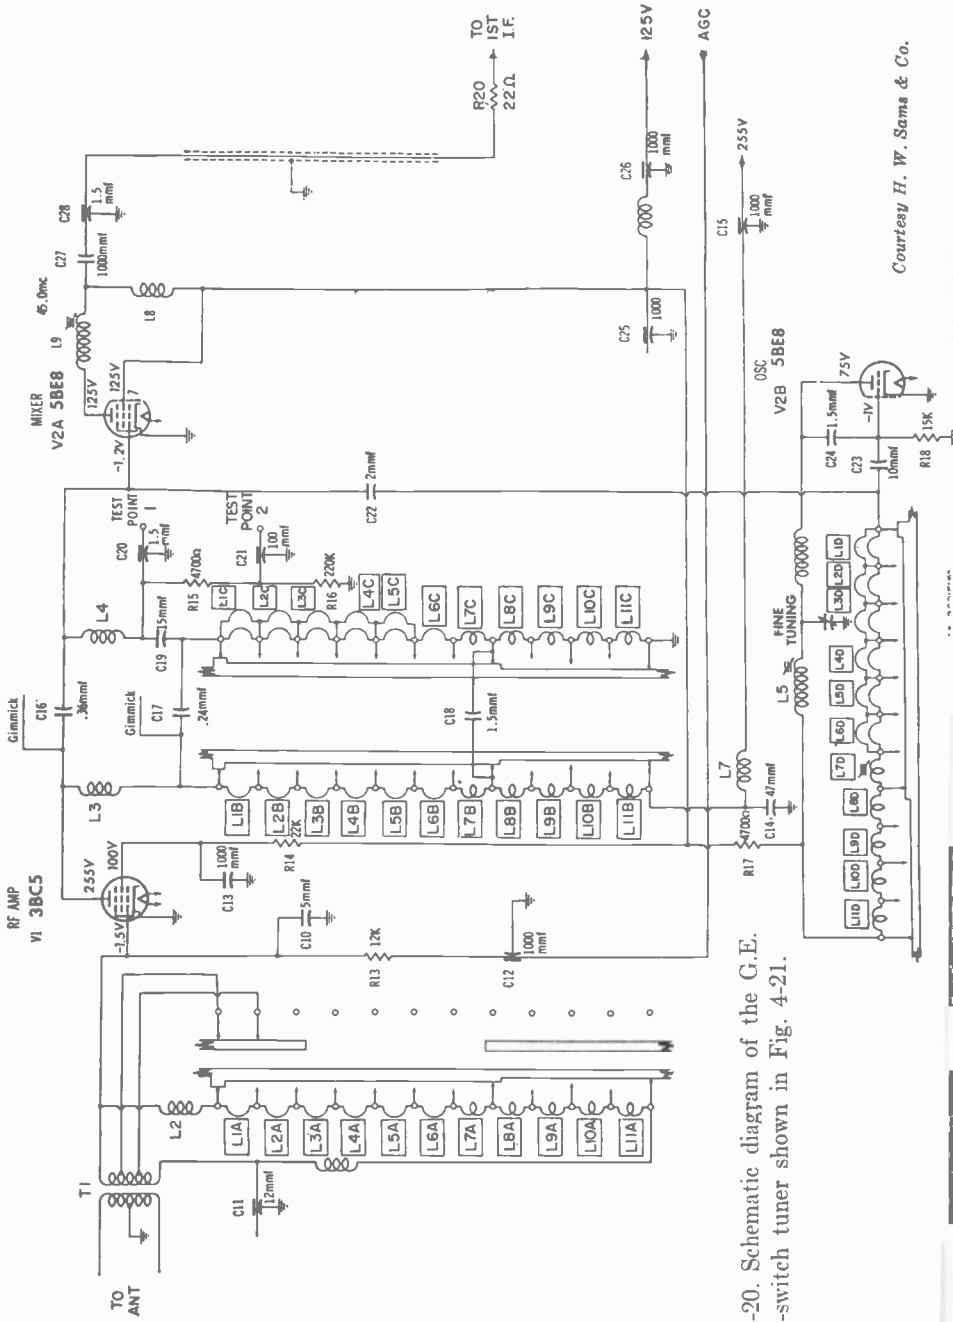 TO ANT
T1
L2
C11
12mmf
L1A
L2A
L3A
L4A
L5A
L6A
L7A
L8A
L9A
L10A
L11A
RF AMP
V1 3BC5
255V
100V
-1.5V
C10
5mmf
R13
12K
C12
1000 mmf
C13
1000 mmf
R14
22K
L3
Gimmick
C16
.36mmf
Gimmick
C17
.24mmf
L1B
L2B
L3B
L4B
L5B
L6B
L7B
L8B
L9B
L10B
L11B
C18
1.5mmf
L4
C19
15mmf
C20
1.5 mmf
TEST POINT 1
R15
4700Ω
C21
100 mmf
TEST POINT 2
R16
220K
L1C
L2C
L3C
L4C
L5C
L6C
L7C
L8C
L9C
L10C
L11C
MIXER
V2A 5BE8
125V
125V
-1.2V
7
L9
45.0mc
L8
C27
1000mmf
C28
1.5 mmf
R20
22Ω
TO 1ST I.F.
C22
2mmf
C25
1000
C26
1000 mmf
125V
AGC
C15
1000 mmf
255V
L7
C14
47mmf
R17
4700Ω
L5
FINE TUNING
OSC
V2B 5BE8
75V
-1V
C24
1.5mmf
C23
10mmf
R18
15K
L1D
L2D
L3D
L4D
L5D
L6D
L7D
L8D
L9D
L10D
L11D
Courtesy H. W. Sams & Co.
-20. Schematic diagram of the G.E.
-switch tuner shown in Fig. 4-21.